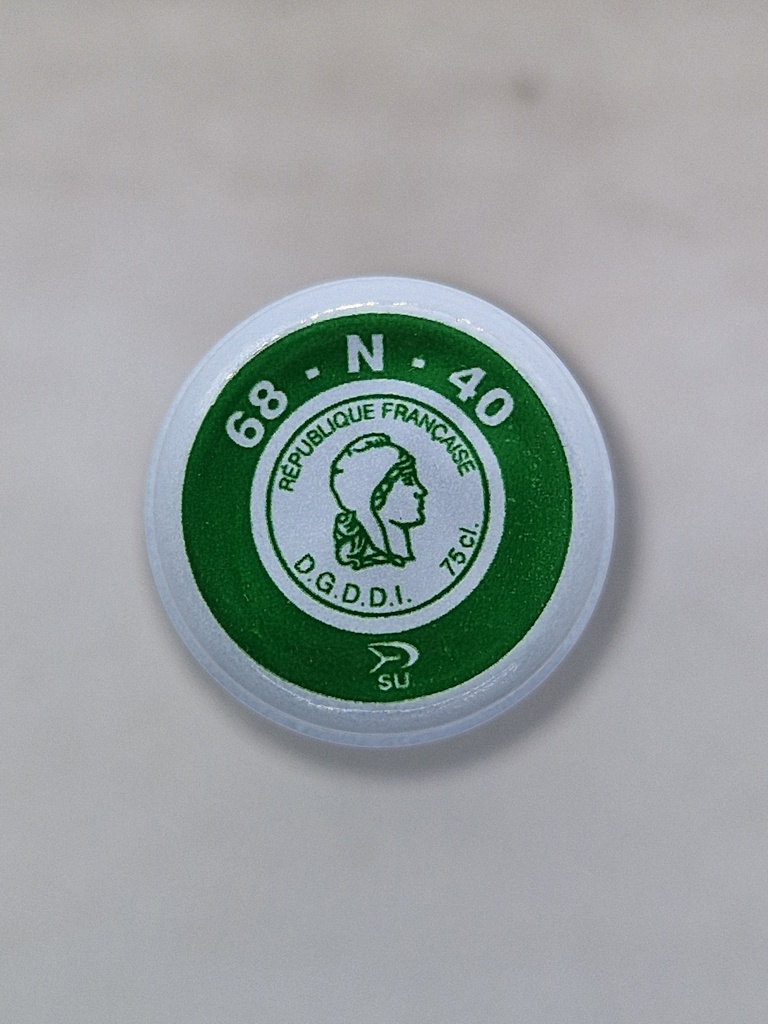 68 - N - 40
RÉPUBLIQUE FRANÇAISE
75 cl.
D.G.D.D.I.
SU